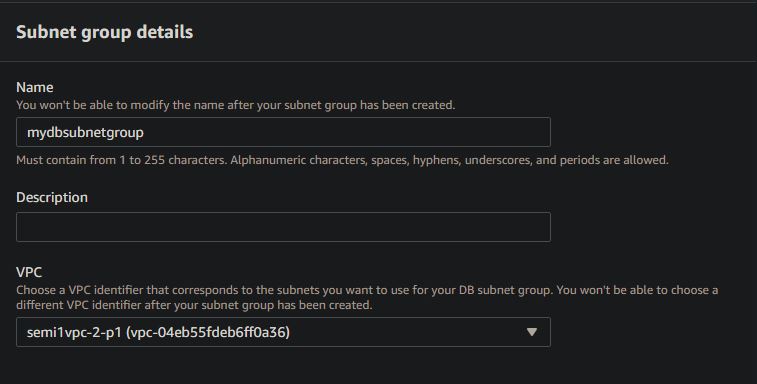 Subnet group details
Name
You won't be able to modify the name after your subnet group has been created.
mydbsubnetgroup
Must contain from 1 to 255 characters. Alphanumeric characters, spaces, hyphens, underscores, and periods are allowed.
Description
VPC
Choose a VPC identifier that corresponds to the subnets you want to use for your DB subnet group. You won't be able to choose a
different VPC identifier after your subnet group has been created.
semi1vpc-2-p1 (vpc-04eb55fdeb6ff0a36)